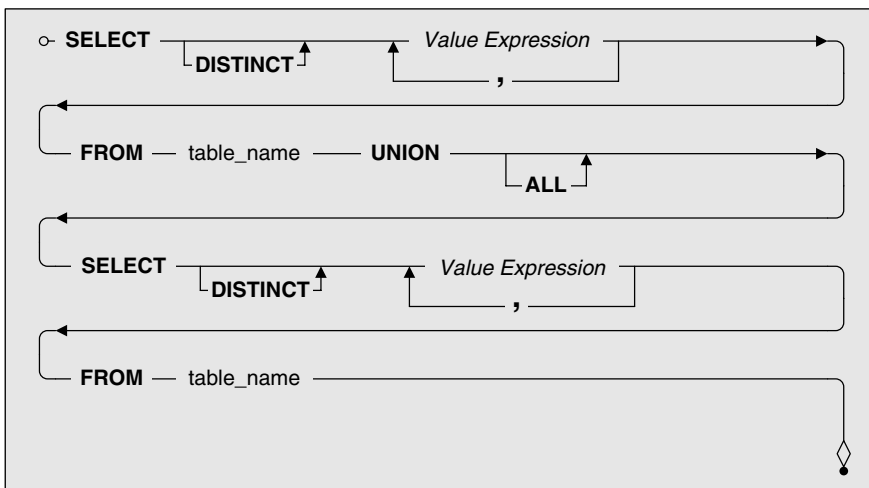 SELECT Value Expression
DISTINCT ,
FROM table_name UNION
ALL
SELECT Value Expression
DISTINCT ,
FROM table_name